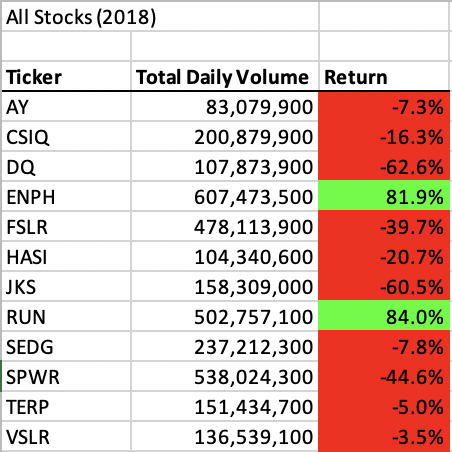 All Stocks (2018)
Ticker Total Daily Volume Return
AY 83,079,900 -7.3%
CSIQ 200,879,900 -16.3%
DQ 107,873,900 -62.6%
ENPH 607,473,500 81.9%
FSLR 478,113,900 -39.7%
HASI 104,340,600 -20.7%
JKS 158,309,000 -60.5%
RUN 502,757,100 84.0%
SEDG 237,212,300 -7.8%
SPWR 538,024,300 -44.6%
TERP 151,434,700 -5.0%
VSLR 136,539,100 -3.5%